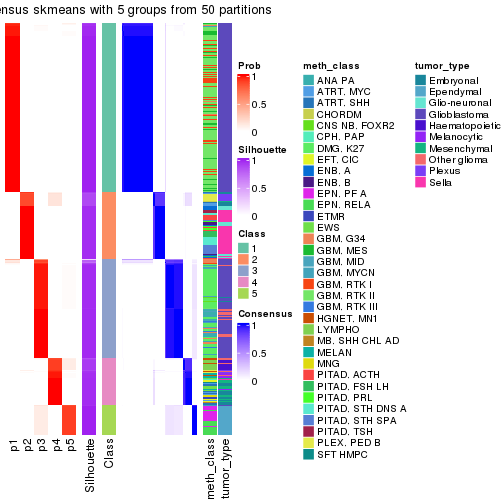 ensus skmeans with 5 groups from 50 partitions
Prob
1
0.5
0
Silhouette
1
0.5
0
Class
1
2
3
4
5
Consensus
1
0.5
0
meth_class
ANA PA
ATRT. MYC
ATRT. SHH
CHORDM
CNS NB. FOXR2
CPH. PAP
DMG. K27
EFT. CIC
ENB. A
ENB. B
EPN. PF A
EPN. RELA
ETMR
EWS
GBM. G34
GBM. MES
GBM. MID
GBM. MYCN
GBM. RTK I
GBM. RTK II
GBM. RTK III
HGNET. MN1
LYMPHO
MB. SHH CHL AD
MELAN
MNG
PITAD. ACTH
PITAD. FSH LH
PITAD. PRL
PITAD. STH DNS A
PITAD. STH SPA
PITAD. TSH
PLEX. PED B
SFT HMPC
tumor_type
Embryonal
Ependymal
Glio-neuronal
Glioblastoma
Haematopoietic
Melanocytic
Mesenchymal
Other glioma
Plexus
Sella
p1
p2
p3
p4
p5
Silhouette
Class
meth_class
tumor_type